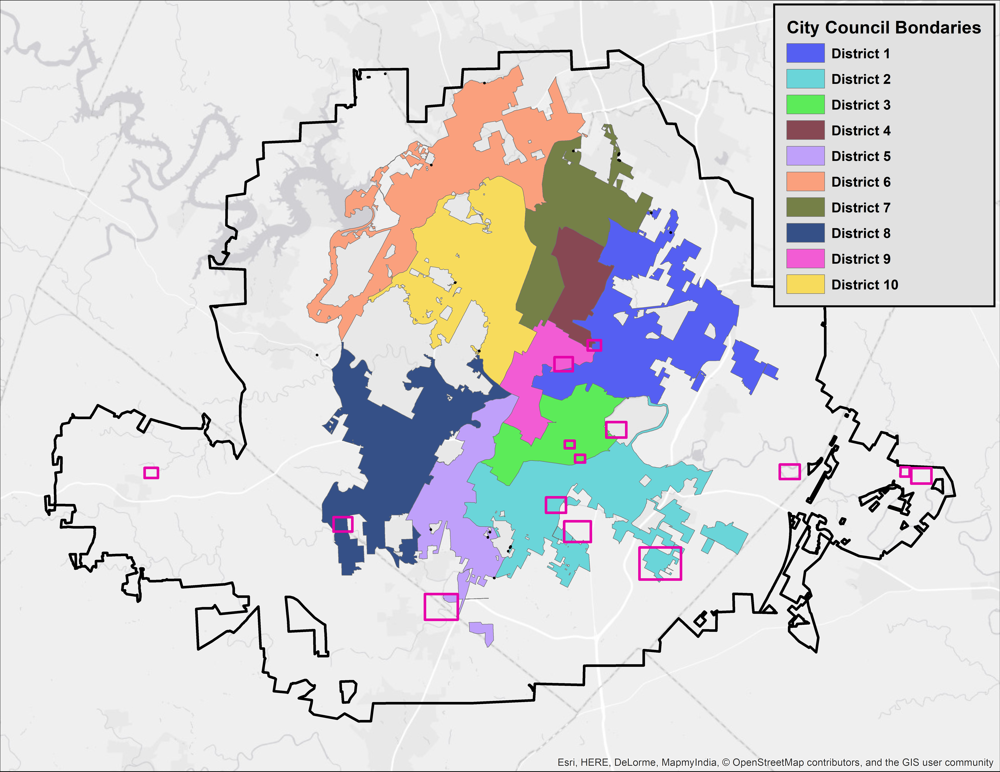 City Council Bondaries
District 1
District 2
District 3
District 4
District 5
District 6
District 7
District 8
District 9
District 10
Esri, HERE, DeLorme, MapmyIndia, © OpenStreetMap contributors, and the GIS user community